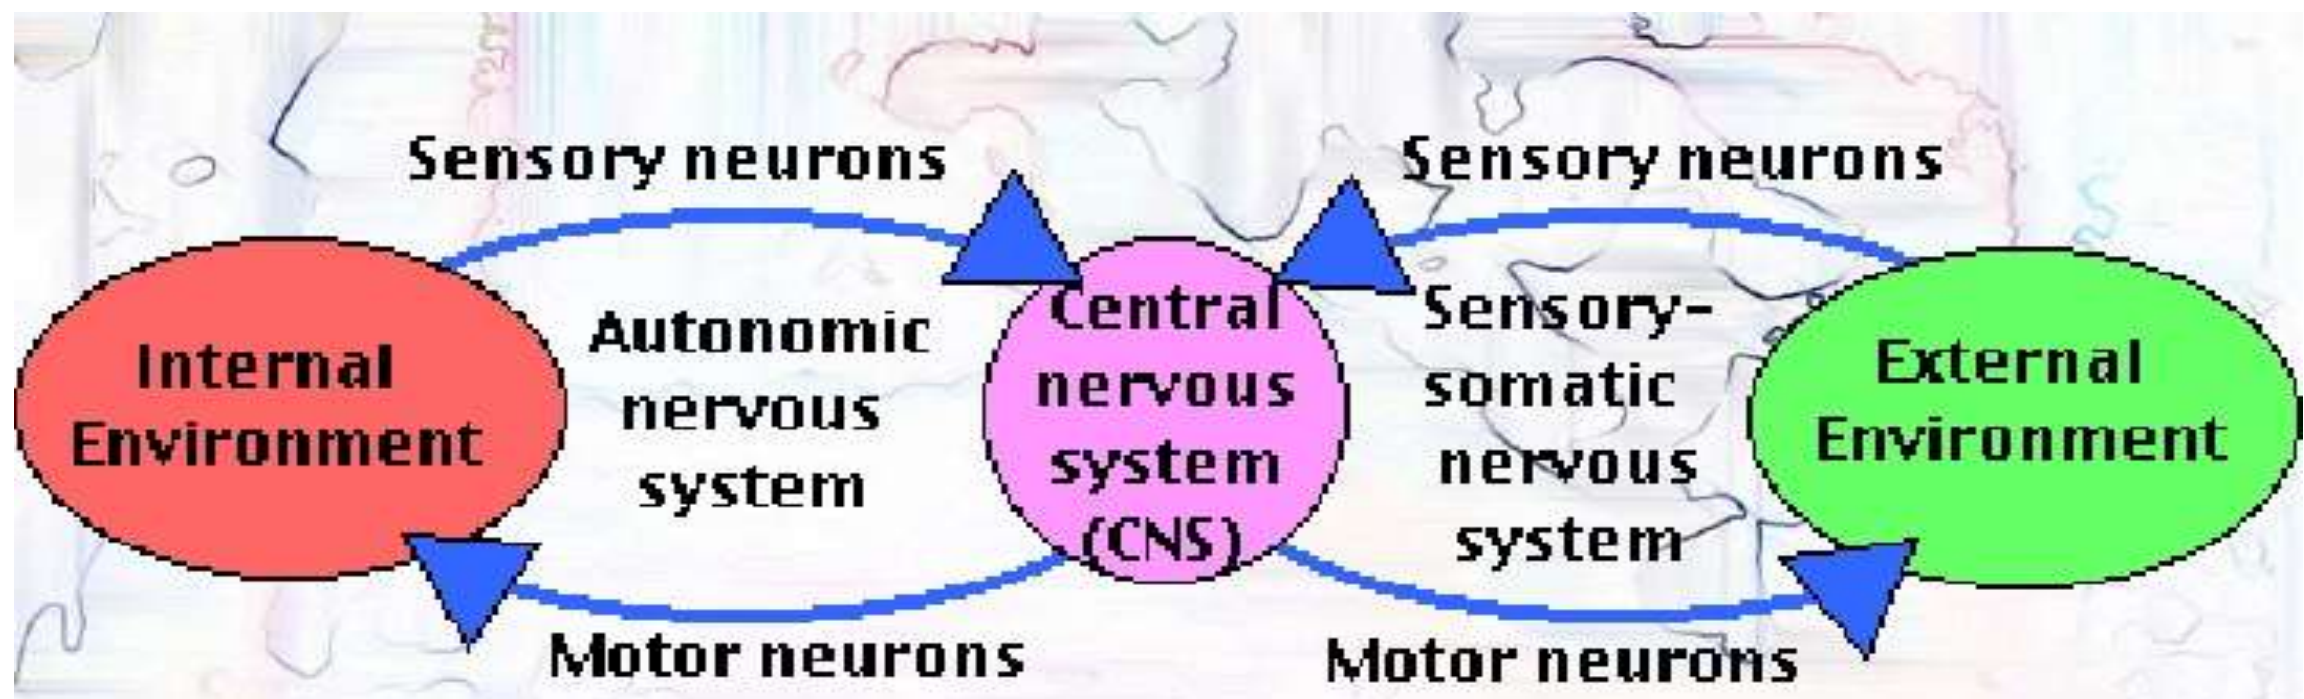 Sensory neurons
Sensory neurons
Internal
Environment
Autonomic
nervous
system
Central
nervous
system
(CNS)
Sensory-
somatic
nervous
system
External
Environment
Motor neurons
Motor neurons